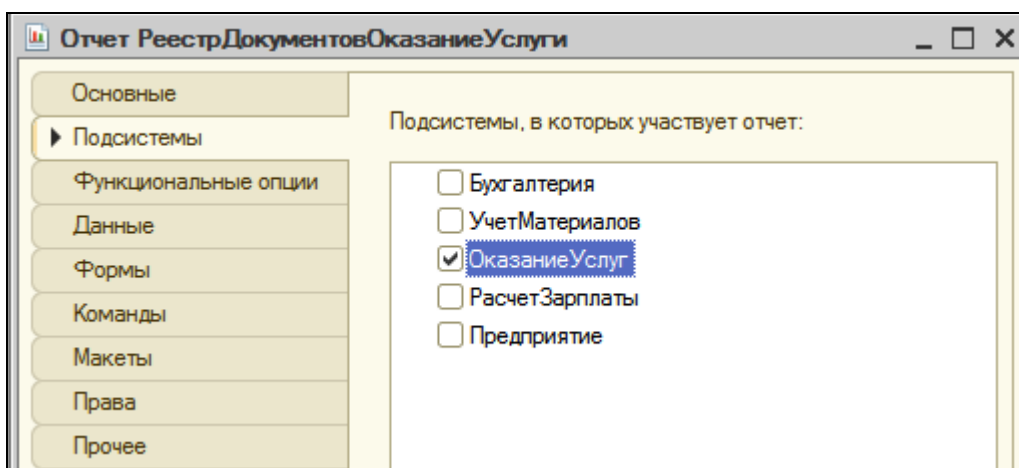 Отчет РеестрДокументовОказаниеУслуги
Основные
Подсистемы
Функциональные опции
Данные
Формы
Команды
Макеты
Права
Прочее
Подсистемы, в которых участвует отчет:
Бухгалтерия
УчетМатериалов
ОказаниеУслуг
РасчетЗарплаты
Предприятие